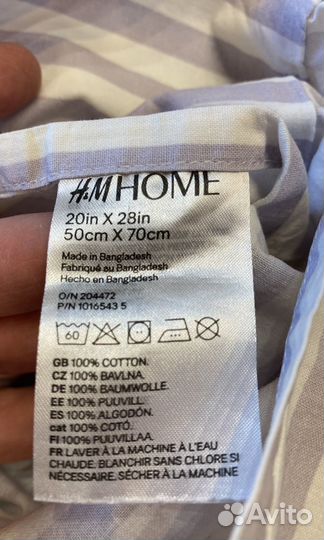 H&M HOME
20in X 28in
50cm X 70cm
Made in Bangladesh
Fabriqué au Bangladesh
Hecho en Bangladesh
O/N 204472
P/N 1016543 5
60
GB 100% COTTON.
CZ 100% BAVLNA.
DE 100% BAUMWOLLE.
EE 100% PUUVILL.
ES 100% ALGODÓN.
cat 100% COTÓ.
FI 100% PUUVILLAA.
FR LAVER À LA MACHINE À L'EAU
CHAUDE. BLANCHIR SANS CHLORE SI
NÉCESSAIRE. SÉCHER À LA MACHINE
Avito